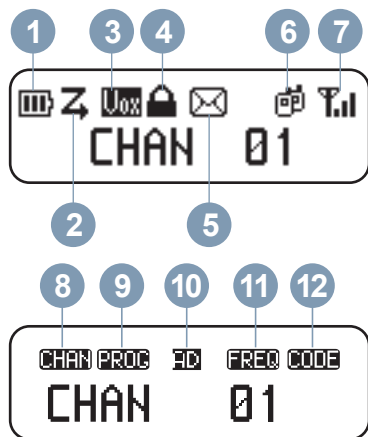 1 3 4 6 7
Vox
CHAN 01
2 5
8 9 10 11 12
CHAN PROG AD FREQ CODE
CHAN 01